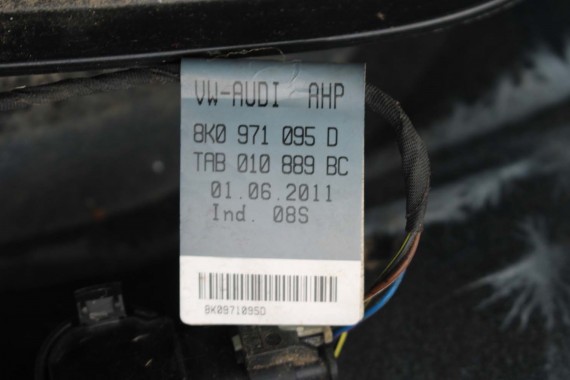 VW-AUDI AHP
8K0 971 095 D
TAB 010 889 BC
01.06.2011
Ind. 08S
8K0971095D